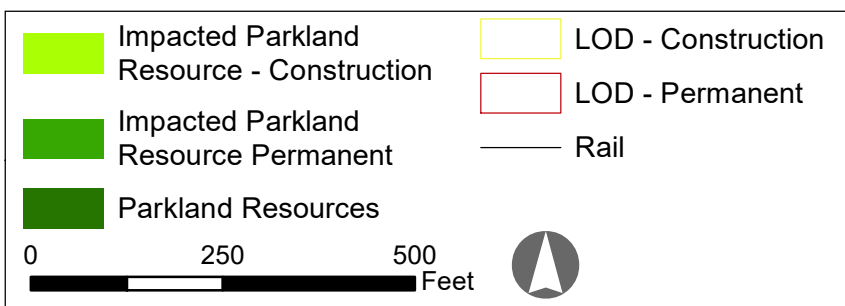 Impacted Parkland
Resource - Construction
Impacted Parkland
Resource Permanent
Parkland Resources
LOD - Construction
LOD - Permanent
Rail
0 250 500
Feet